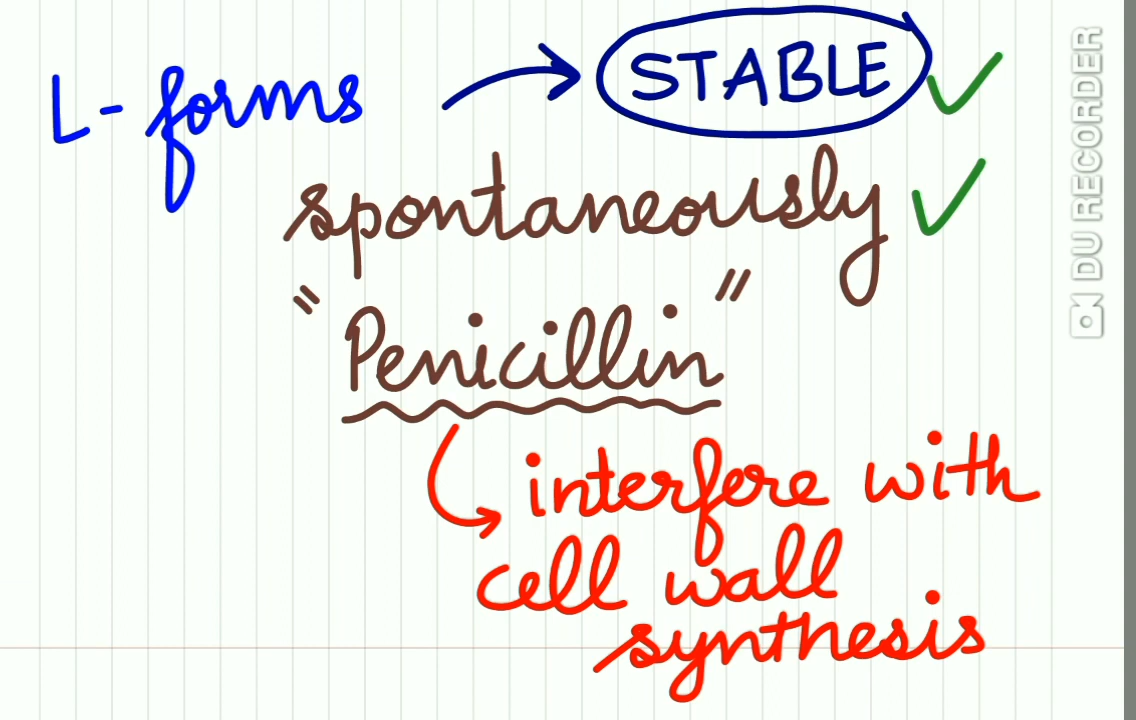 L- forms → STABLE ✓
spontaneously ✓
"Penicillin"
interfere with
cell wall
synthesis
DU RECORDER